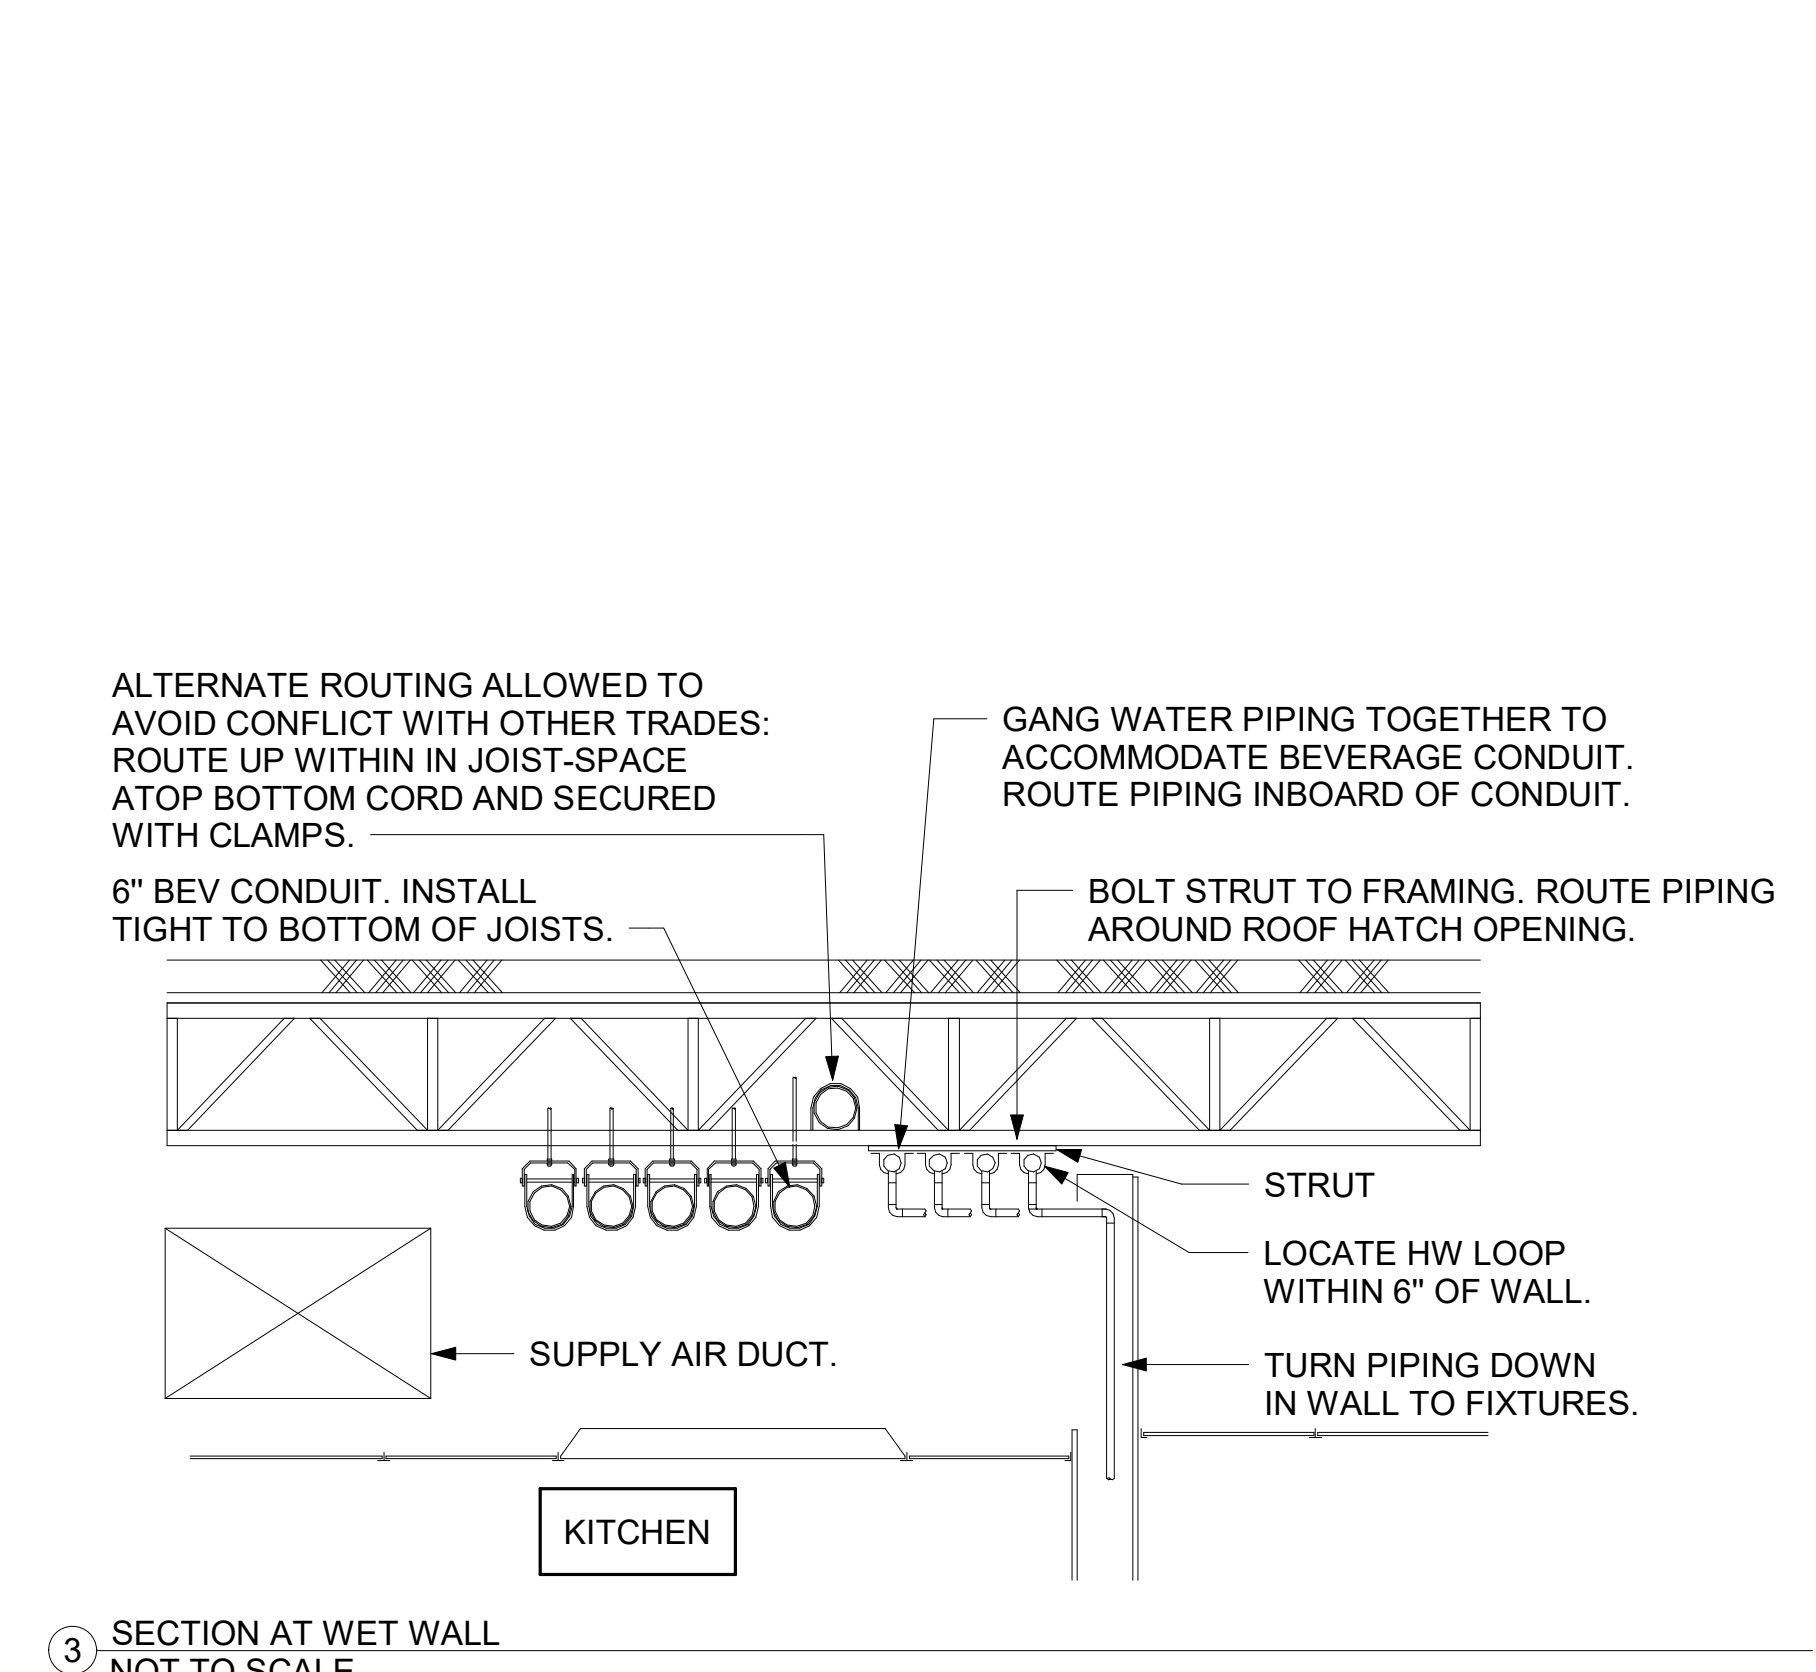 ALTERNATE ROUTING ALLOWED TO
AVOID CONFLICT WITH OTHER TRADES:
ROUTE UP WITHIN IN JOIST-SPACE
ATOP BOTTOM CORD AND SECURED
WITH CLAMPS.
6" BEV CONDUIT. INSTALL
TIGHT TO BOTTOM OF JOISTS.
GANG WATER PIPING TOGETHER TO
ACCOMMODATE BEVERAGE CONDUIT.
ROUTE PIPING INBOARD OF CONDUIT.
BOLT STRUT TO FRAMING. ROUTE PIPING
AROUND ROOF HATCH OPENING.
STRUT
LOCATE HW LOOP
WITHIN 6" OF WALL.
SUPPLY AIR DUCT.
TURN PIPING DOWN
IN WALL TO FIXTURES.
KITCHEN
3
SECTION AT WET WALL
NOT TO SCALE